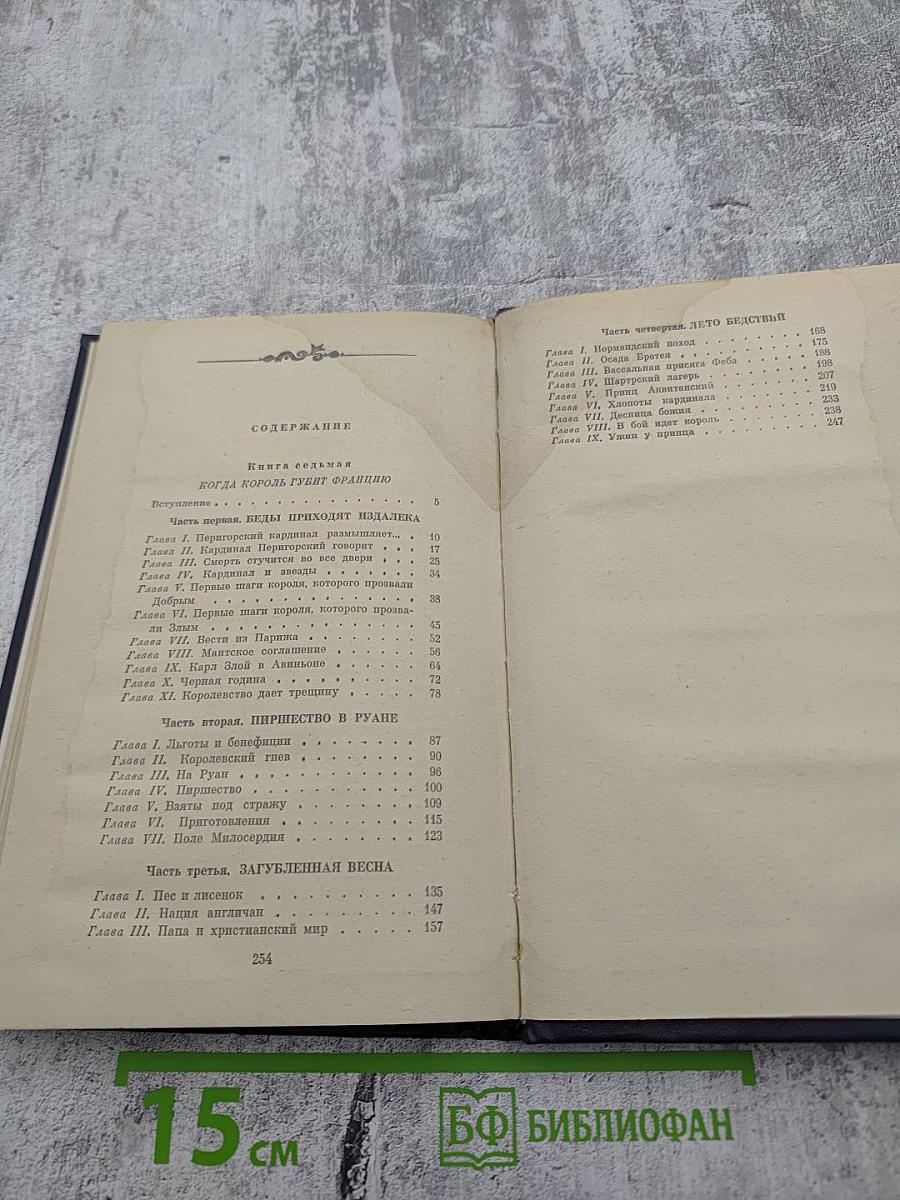 СОДЕРЖАНИЕ
Книга седьмая
КОГДА КОРОЛЬ ГУБИТ ФРАНЦИЮ
Вступление . . . . . . . . . . . . . . . . 5
Часть первая. БЕДЫ ПРИХОДЯТ ИЗДАЛЕКА
Глава I. Перигорский кардинал размышляет... . 10
Глава II. Кардинал Перигорский говорит . . . 17
Глава III. Смерть стучится во все двери . . . 25
Глава IV. Кардинал и звезды . . . . . . . 34
Глава V. Первые шаги короля, которого прозвали
Добрым . . . . . . . . . . . . . . . 38
Глава VI. Первые шаги короля, которого прозва-
ли Злым . . . . . . . . . . . . . . . 45
Глава VII. Вести из Парижа . . . . . . . . 52
Глава VIII. Мантское соглашение . . . . . . 56
Глава IX. Карл Злой в Авиньоне . . . . . . 64
Глава X. Черная година . . . . . . . . . . 72
Глава XI. Королевство дает трещину . . . . . 78
Часть вторая. ПИРШЕСТВО В РУАНЕ
Глава I. Льготы и бенефиции . . . . . . . . 87
Глава II. Королевский гнев . . . . . . . . 90
Глава III. На Руан . . . . . . . . . . . . 96
Глава IV. Пиршество . . . . . . . . . . . 100
Глава V. Взяты под стражу . . . . . . . . 109
Глава VI. Приготовления . . . . . . . . . 115
Глава VII. Поле Милосердия . . . . . . . . 123
Часть третья. ЗАГУБЛЕННАЯ ВЕСНА
Глава I. Пес и лисенок . . . . . . . . . . 135
Глава II. Нация англичан . . . . . . . . . 147
Глава III. Папа и христианский мир . . . . . 157
254
Часть четвертая. ЛЕТО БЕДСТВИЙ
Глава I. Нормандский поход . . . . . . . . 168
Глава II. Осада Бретея . . . . . . . . . . 175
Глава III. Вассальная присяга Феба . . . . . 188
Глава IV. Шартрский лагерь . . . . . . . . 198
Глава V. Принц Аквитанский . . . . . . . . 207
Глава VI. Хлопоты кардинала . . . . . . . . 219
Глава VII. Десница божия . . . . . . . . . 233
Глава VIII. В бой идет король . . . . . . . 238
Глава IX. Ужин у принца . . . . . . . . . 247
15 см
БФ БИБЛИОФАН